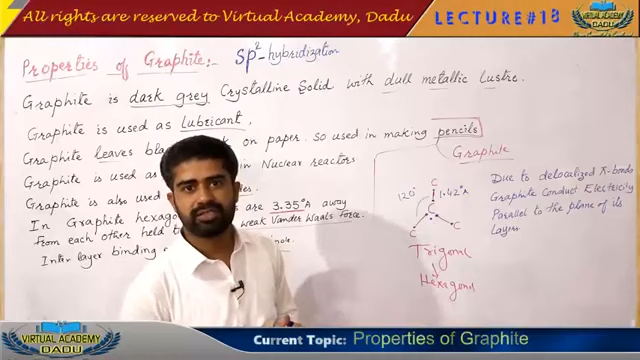 All rights are reserved to Virtual Academy, Dadu
LECTURE#18
Properties of Graphite:- SP²-hybridization
Graphite is dark grey Crystalline Solid with dull metallic Lustre.
Graphite is used as lubricant.
Graphite leaves on paper. so used in making pencils
Graphite is used as in Nuclear reactors
Graphite is also used
In Graphite hexago are 3.35°A away
from each other held weak Vander Waals Force.
Inter layer binding
Graphite
120°
C
1.42°A
C
C
Trigonal
Hexagonal
Due to delocalized π-bonds
Graphite Conduct Electricity
Parallel to the plane of its
Layers
VIRTUAL ACADEMY
DADU
Current Topic: Properties of Graphite